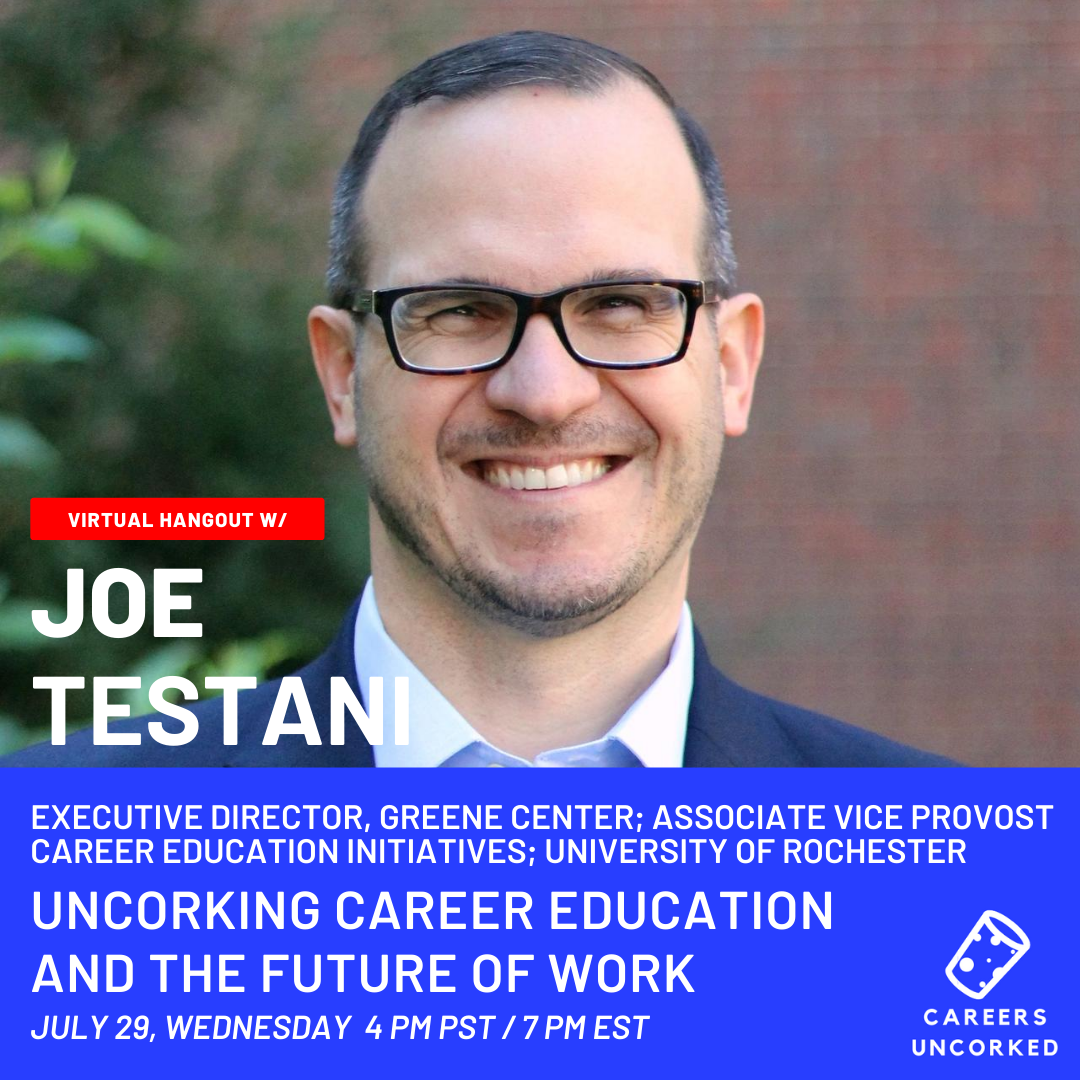 VIRTUAL HANGOUT W/
JOE
TESTANI
EXECUTIVE DIRECTOR, GREENE CENTER; ASSOCIATE VICE PROVOST
CAREER EDUCATION INITIATIVES; UNIVERSITY OF ROCHESTER
UNCORKING CAREER EDUCATION
AND THE FUTURE OF WORK
JULY 29, WEDNESDAY 4 PM PST / 7 PM EST
CAREERS
UNCORKED